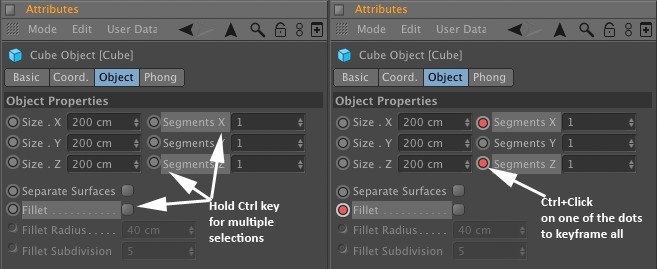 Attributes
Mode Edit User Data
Cube Object [Cube]
Basic Coord. Object Phong
Object Properties
Size . X 200 cm Segments X 1
Size . Y 200 cm Segments Y 1
Size . Z 200 cm Segments Z 1
Separate Surfaces
Fillet . . . . . . . . . . .
Fillet Radius . . . . 40 cm
Fillet Subdivision 5
Hold Ctrl key
for multiple
selections
Attributes
Mode Edit User Data
Cube Object [Cube]
Basic Coord. Object Phong
Object Properties
Size . X 200 cm Segments X 1
Size . Y 200 cm Segments Y 1
Size . Z 200 cm Segments Z 1
Separate Surfaces
Fillet . . . . . . . . . . .
Fillet Radius . . . . 40 cm
Fillet Subdivision 5
Ctrl+Click
on one of the dots
to keyframe all